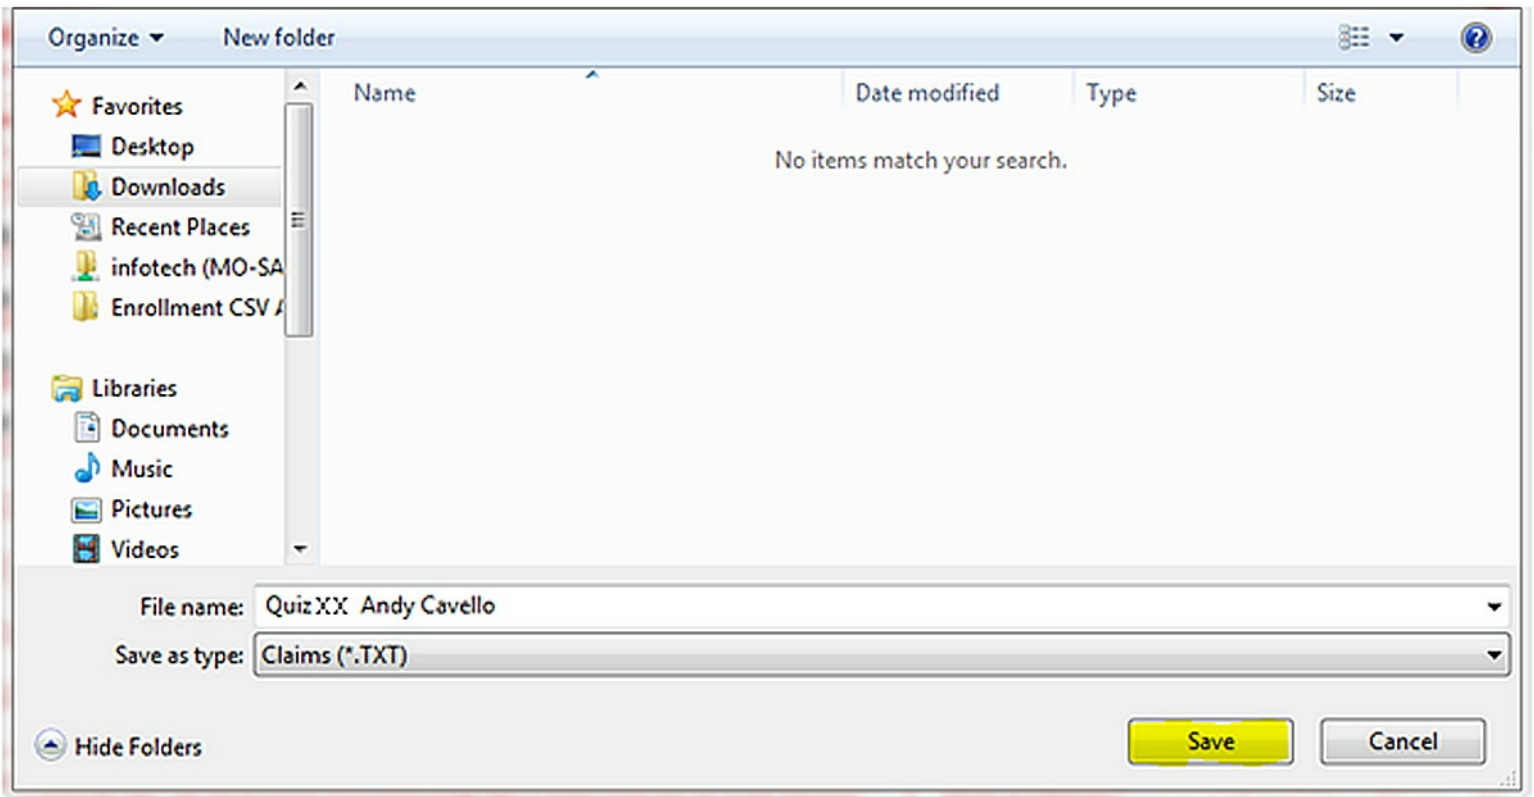 Organize New folder
Name Date modified Type Size
No items match your search.
Favorites
Desktop
Downloads
Recent Places
infotech (MO-SA
Enrollment CSV A
Libraries
Documents
Music
Pictures
Videos
File name: QuizXX Andy Cavello
Save as type: Claims (*.TXT)
Hide Folders Save Cancel